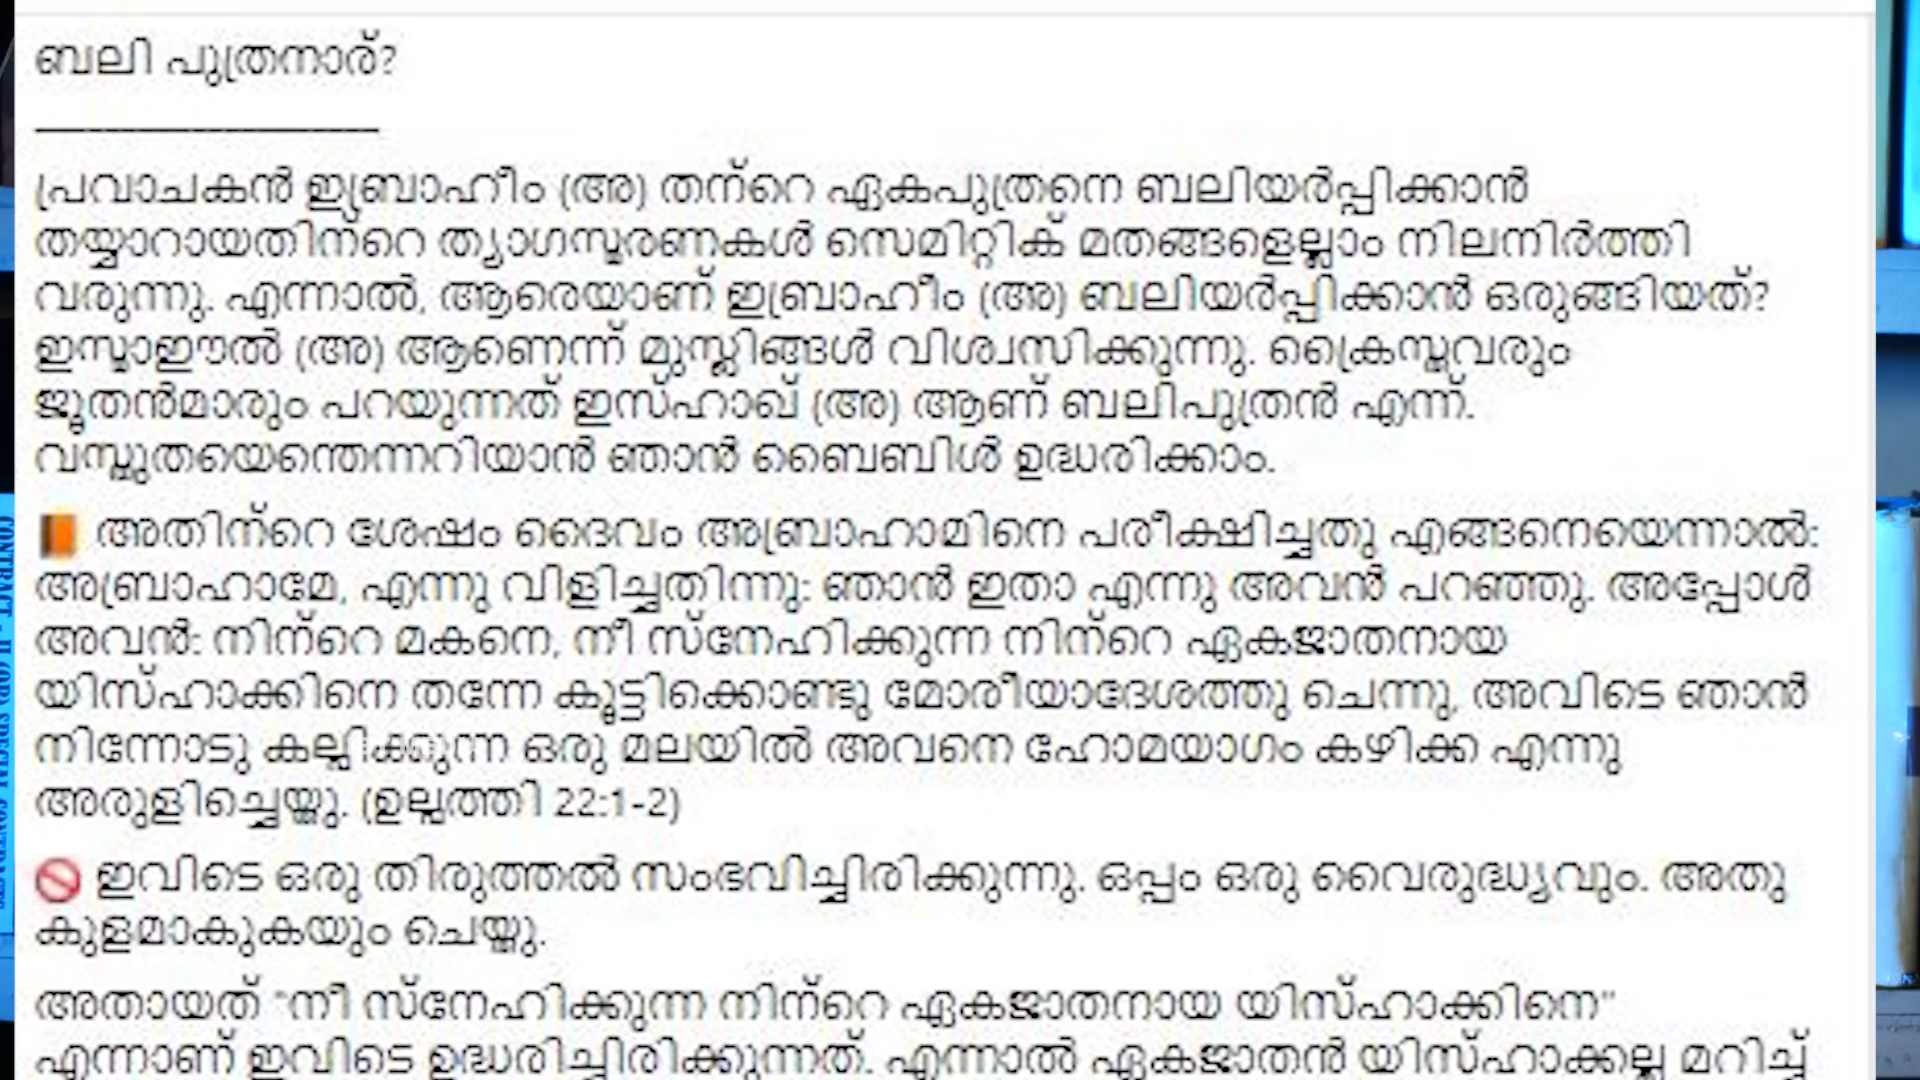 ബലി പുത്രനാര്?
പ്രവാചകൻ ഇബ്രാഹീം (അ) തന്റെ ഏകപുത്രനെ ബലിയർപ്പിക്കാൻ
തയ്യാറായതിന്റെ ത്യാഗസ്മരണകൾ സെമിറ്റിക് മതങ്ങളെല്ലാം നിലനിർത്തി
വരുന്നു. എന്നാൽ, ആരെയാണ് ഇബ്രാഹീം (അ) ബലിയർപ്പിക്കാൻ ഒരുങ്ങിയത്?
ഇസ്മാഈൽ (അ) ആണെന്ന് മുസ്ലിങ്ങൾ വിശ്വസിക്കുന്നു. ക്രൈസ്തവരും
ജൂതൻമാരും പറയുന്നത് ഇസ്ഹാഖ് (അ) ആണ് ബലിപുത്രൻ എന്ന്.
വസ്തുതയെന്തെന്നറിയാൻ ഞാൻ ബൈബിൾ ഉദ്ധരിക്കാം.
അതിന്റെ ശേഷം ദൈവം അബ്രാഹാമിനെ പരീക്ഷിച്ചതു എങ്ങനെയെന്നാൽ:
അബ്രാഹാമേ, എന്നു വിളിച്ചതിന്നു: ഞാൻ ഇതാ എന്നു അവൻ പറഞ്ഞു. അപ്പോൾ
അവൻ: നിന്റെ മകനെ, നീ സ്നേഹിക്കുന്ന നിന്റെ ഏകജാതനായ
യിസ്ഹാക്കിനെ തന്നേ കൂട്ടിക്കൊണ്ടു മോരീയാദേശത്തു ചെന്നു, അവിടെ ഞാൻ
നിന്നോടു കല്പിക്കുന്ന ഒരു മലയിൽ അവനെ ഹോമയാഗം കഴിക്ക എന്നു
അരുളിച്ചെയ്തു. (ഉല്പത്തി 22:1-2)
ഇവിടെ ഒരു തിരുത്തൽ സംഭവിച്ചിരിക്കുന്നു. ഒപ്പം ഒരു വൈരുദ്ധ്യവും. അതു
കുളമാകുകയും ചെയ്തു.
അതായത് "നീ സ്നേഹിക്കുന്ന നിന്റെ ഏകജാതനായ യിസ്ഹാക്കിനെ"
എന്നാണ് ഇവിടെ ഉദ്ധരിച്ചിരിക്കുന്നത്. എന്നാൽ ഏകജാതൻ യിസ്ഹാക്കല്ല മറിച്ച്
CONTRACT - II